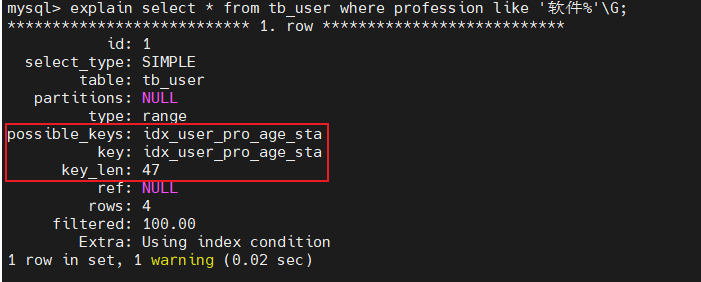 mysql> explain select * from tb_user where profession like '软件%'\G;
*************************** 1. row ***************************
id: 1
select_type: SIMPLE
table: tb_user
partitions: NULL
type: range
possible_keys: idx_user_pro_age_sta
key: idx_user_pro_age_sta
key_len: 47
ref: NULL
rows: 4
filtered: 100.00
Extra: Using index condition
1 row in set, 1 warning (0.02 sec)